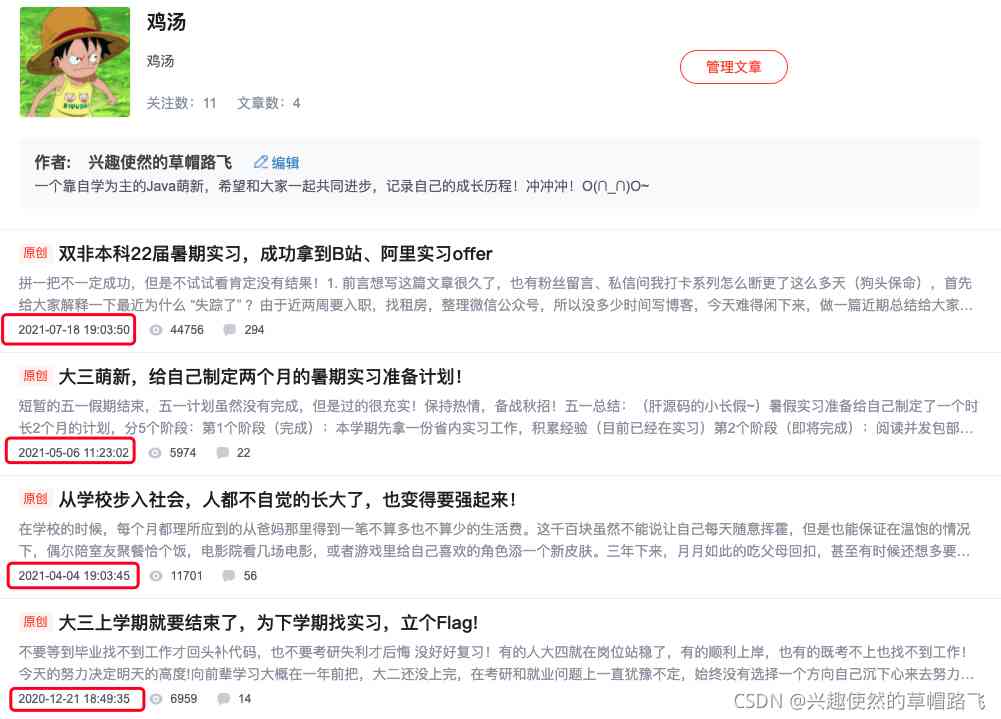 鸡汤
鸡汤
管理文章
关注数：11 文章数：4
作者： 兴趣使然的草帽路飞 编辑
一个靠自学为主的Java萌新，希望和大家一起共同进步，记录自己的成长历程！冲冲冲！O(∩_∩)O~
原创 双非本科22届暑期实习，成功拿到B站、阿里实习offer
拼一把不一定成功，但是不试试看肯定没有结果！1. 前言想写这篇文章很久了，也有粉丝留言、私信问我打卡系列怎么断更了这么多天（狗头保命），首先
给大家解释一下最近为什么 “失踪了”？由于近两周要入职，找租房，整理微信公众号，所以没多少时间写博客，今天难得闲下来，做一篇近期总结给大家...
2021-07-18 19:03:50 44756 294
原创 大三萌新，给自己制定两个月的暑期实习准备计划！
短暂的五一假期结束，五一计划虽然没有完成，但是过的很充实！保持热情，备战秋招！五一总结：（肝源码的小长假~）暑假实习准备给自己制定了一个时
长2个月的计划，分5个阶段：第1个阶段（完成）；本学期先拿一份省内实习工作，积累经验（目前已经在实习）第2个阶段（即将完成）；阅读并发包部...
2021-05-06 11:23:02 5974 22
原创 从学校步入社会，人都不自觉的长大了，也变得要强起来！
在学校的时候，每个月都理所应到的从爸妈那里得到一笔不算多也不算少的生活费。这千百块虽然不能说让自己每天随意挥霍，但是也能保证在温饱的情况
下，偶尔陪室友聚餐恰个饭，电影院看几场电影，或者游戏里给自己喜欢的角色添一个新皮肤。三年下来，月月如此的吃父母回扣，甚至有时候还想多要...
2021-04-04 19:03:45 11701 56
原创 大三上学期就要结束了，为下学期找实习，立个Flag!
不要等到毕业找不到工作才回头补代码，也不要考研失利才后悔 没好好复习！有的人大四就在岗位站稳了，有的顺利上岸，也有的既考不上也找不到工作！
今天的努力决定明天的高度!向前辈学习大概在一年前把，大二还没上完，在考研和就业问题上一直犹豫不定，始终没有选择一个方向自己沉下心来去努力...
2020-12-21 18:49:35 6959 14
CSDN @兴趣使然的草帽路飞